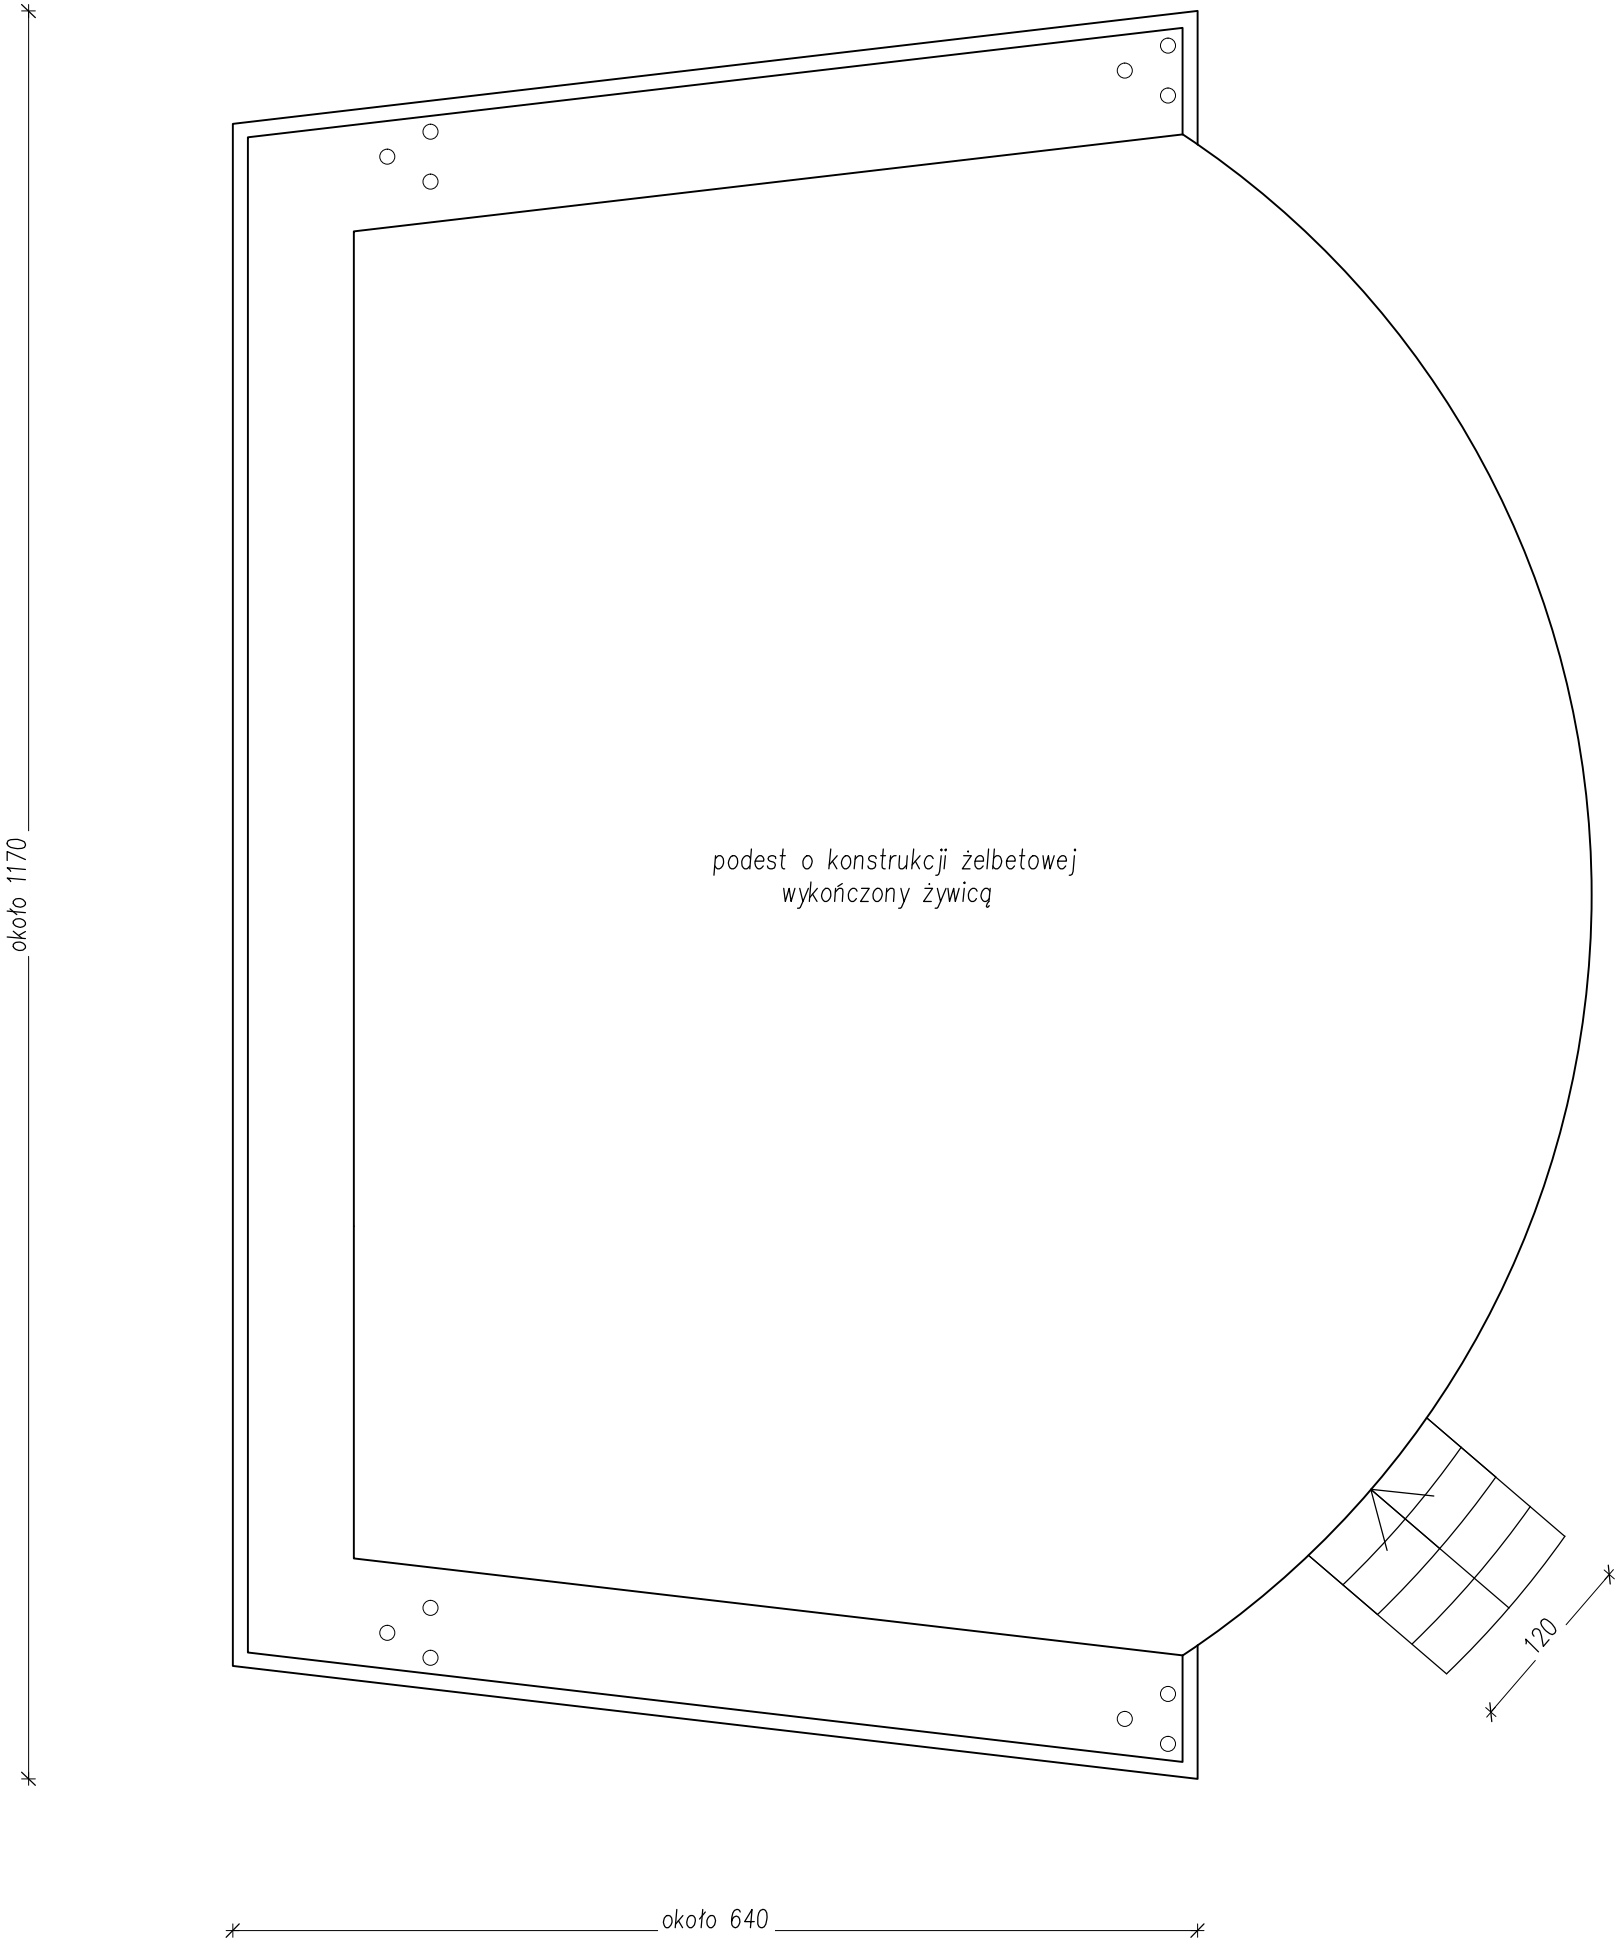 około 1170
podest o konstrukcji żelbetowej
wykończony żywicą
120
około 640